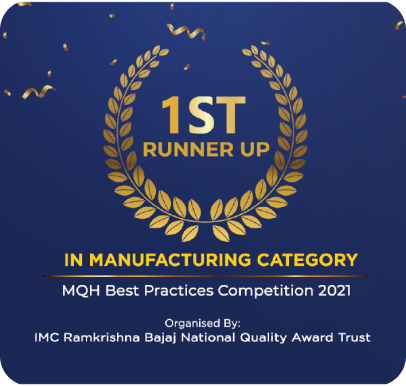 1ST
RUNNER UP
IN MANUFACTURING CATEGORY
MQH Best Practices Competition 2021
Organised By:
IMC Ramkrishna Bajaj National Quality Award Trust